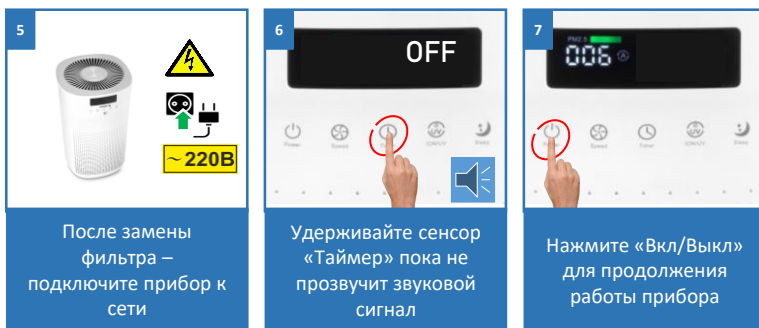 5
~220В
После замены
фильтра –
подключите прибор к
сети
6
OFF
Power
Speed
ION/UV
Sleep
Удерживайте сенсор
«Таймер» пока не
прозвучит звуковой
сигнал
7
PM2.5
006
A
Speed
Timer
ION/UV
Sleep
Нажмите «Вкл/Выкл»
для продолжения
работы прибора